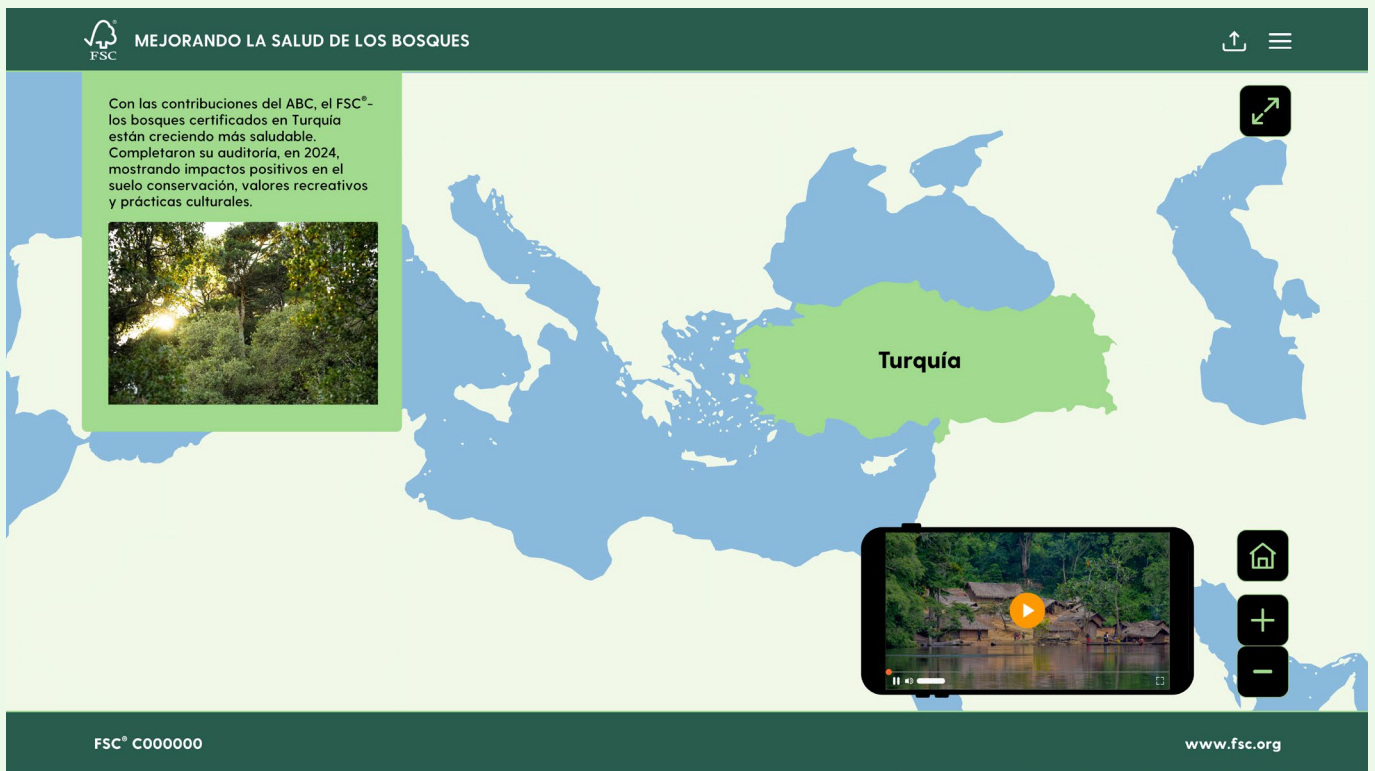 FSC®
MEJORANDO LA SALUD DE LOS BOSQUES
Con las contribuciones del ABC, el FSC®-
los bosques certificados en Turquía
están creciendo más saludable.
Completaron su auditoría, en 2024,
mostrando impactos positivos en el
suelo conservación, valores recreativos
y prácticas culturales.
Turquía
FSC® C000000
www.fsc.org